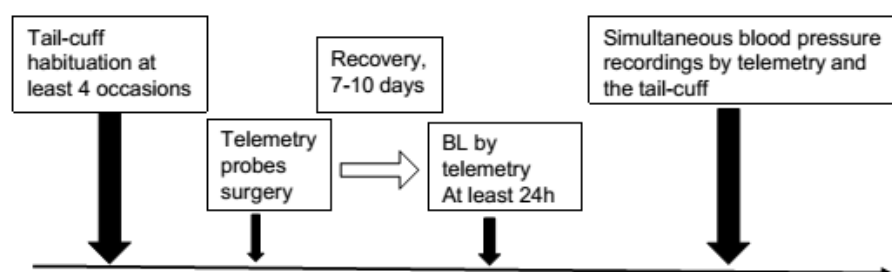 Tail-cuff
habituation at
least 4 occasions
Telemetry
probes
surgery
Recovery,
7-10 days
BL by
telemetry
At least 24h
Simultaneous blood pressure
recordings by telemetry and
the tail-cuff